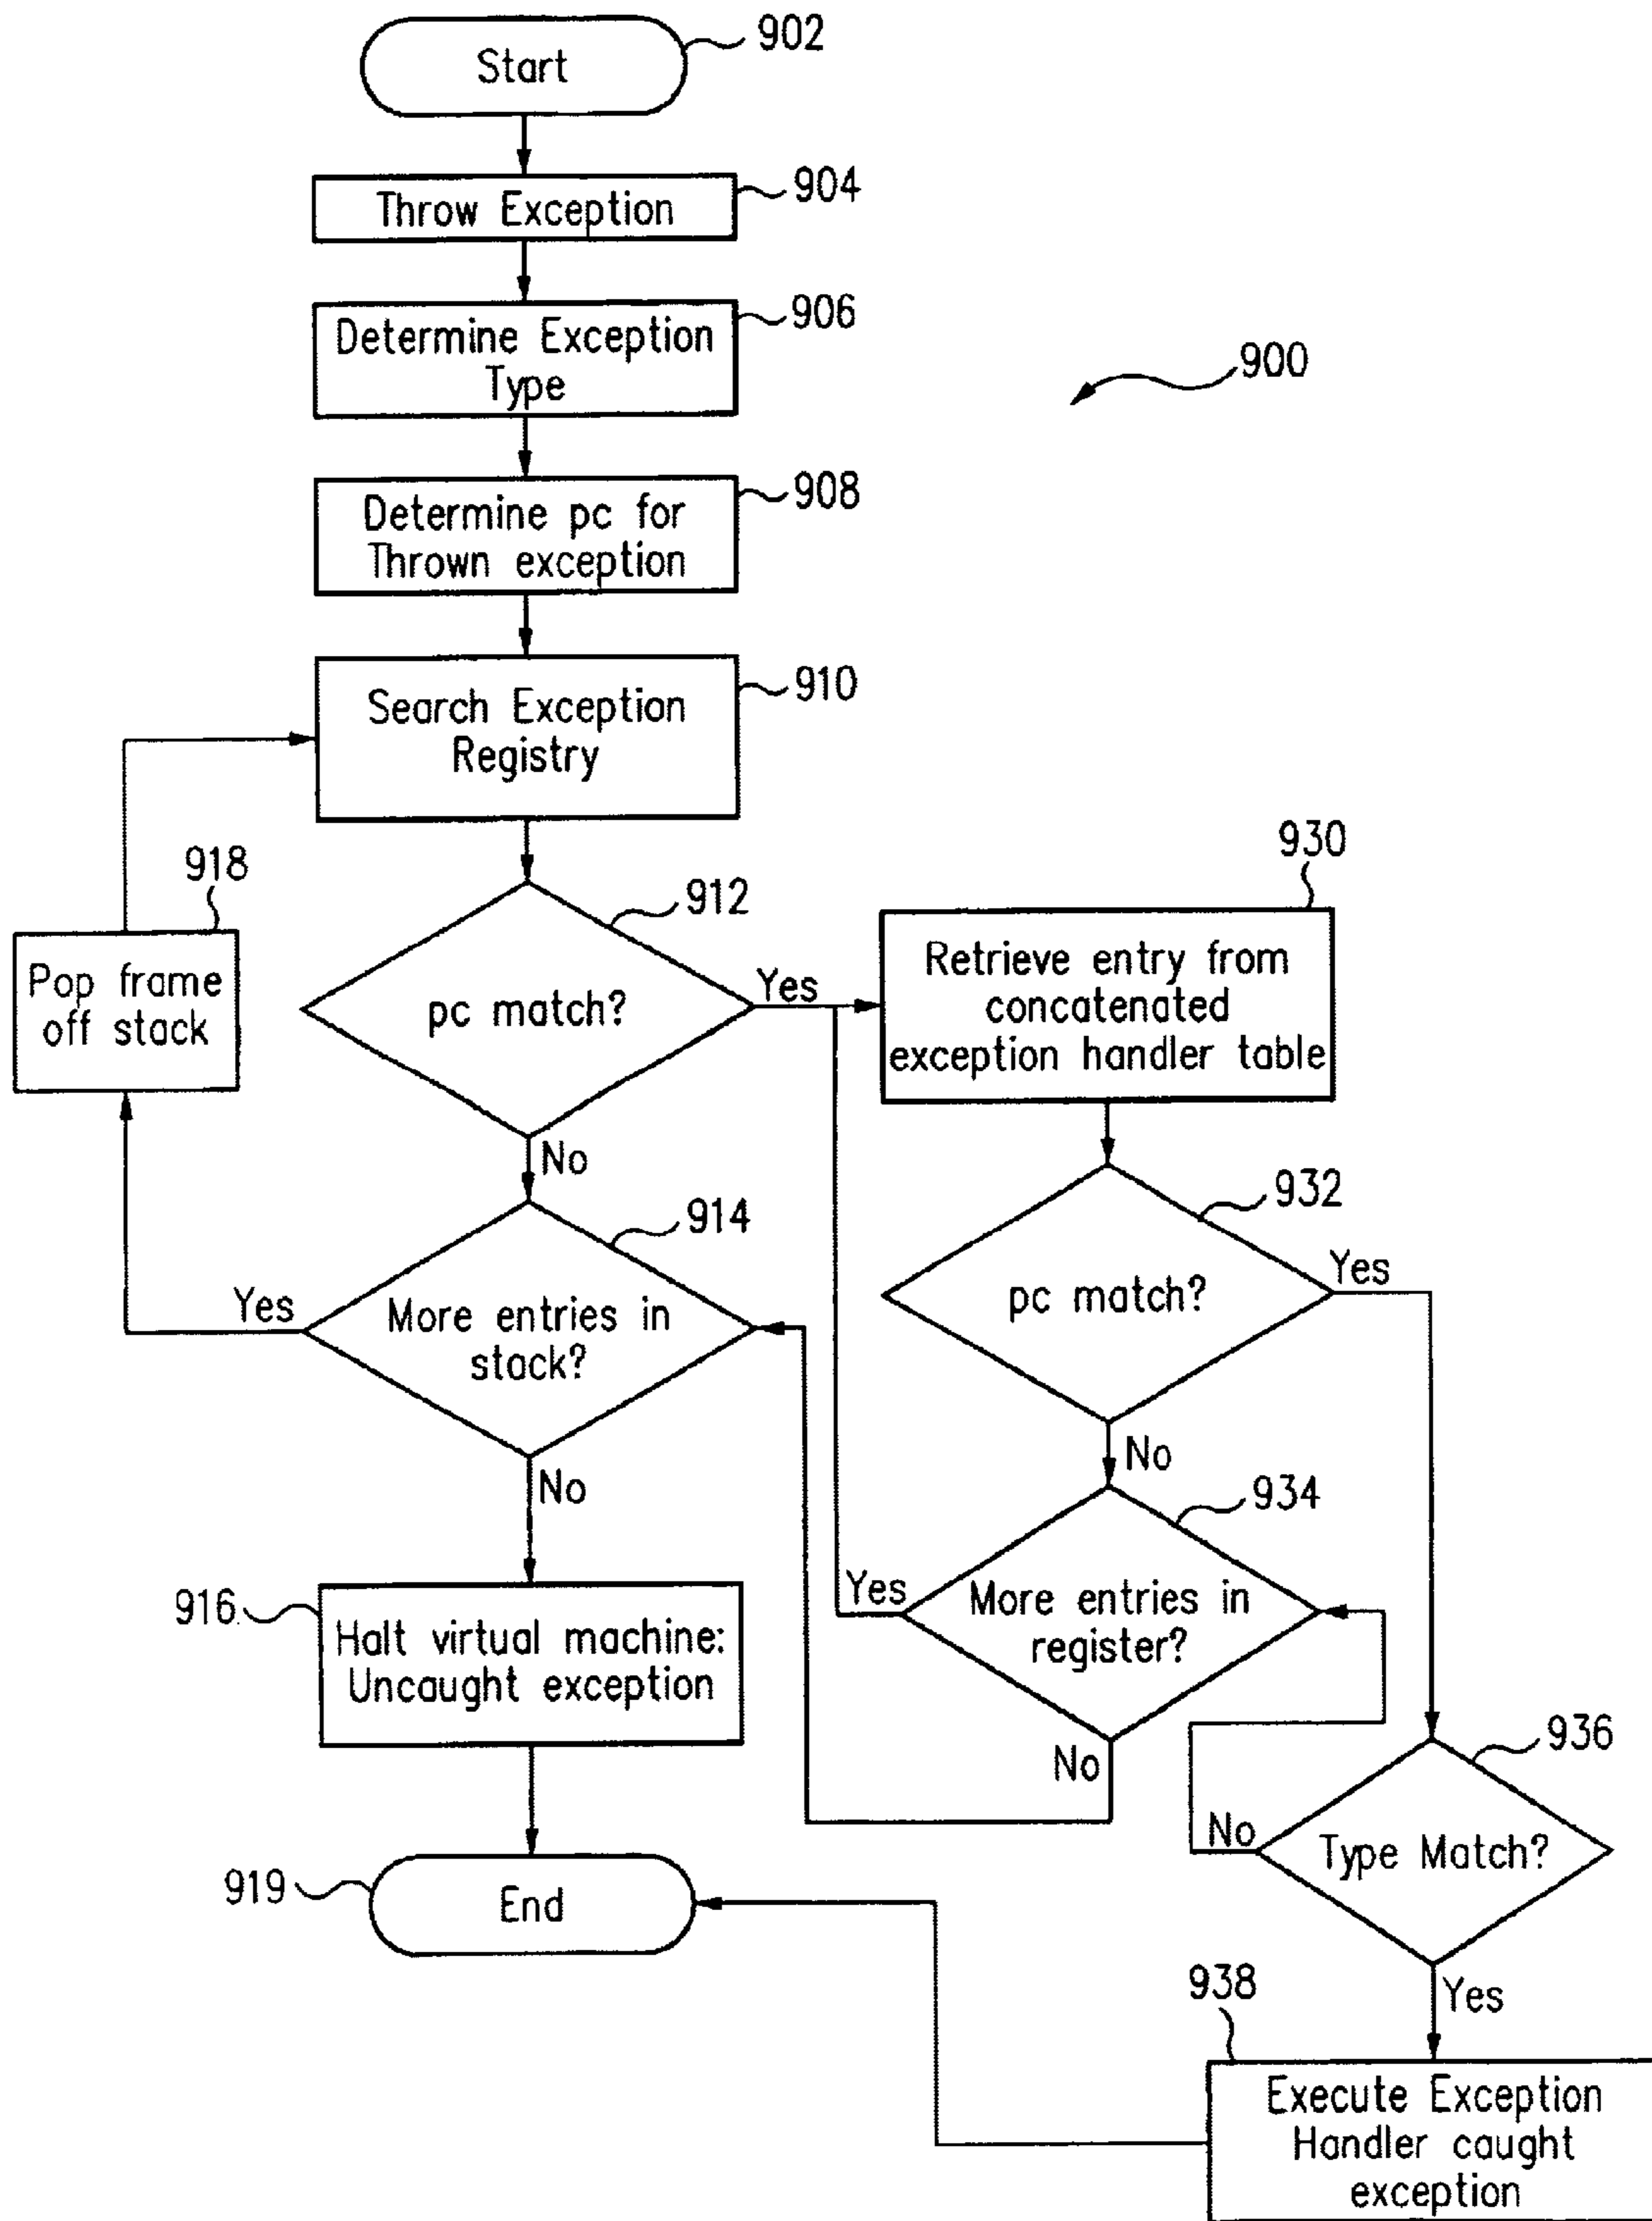 902
Start
904
Throw Exception
906
Determine Exception
Type
900
908
Determine pc for
Thrown exception
910
Search Exception
Registry
918
Pop frame
off stack
912
pc match?
Yes
No
930
Retrieve entry from
concatenated
exception handler table
932
pc match?
Yes
No
914
More entries in
stack?
Yes
No
934
More entries in
register?
Yes
No
916
Halt virtual machine:
Uncaught exception
936
Type Match?
No
Yes
919
End
938
Execute Exception
Handler caught
exception